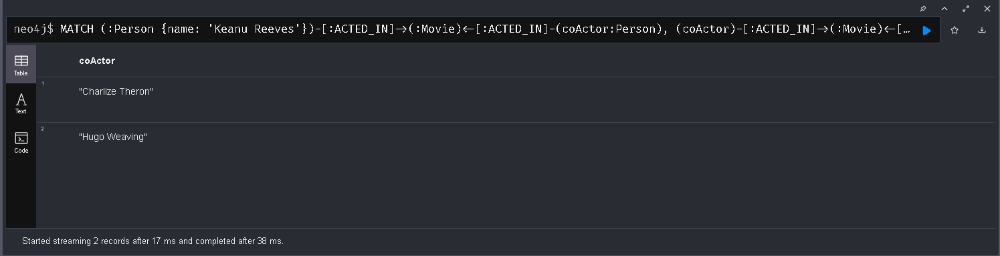 neo4j$ MATCH (:Person {name: 'Keanu Reeves'})-[:ACTED_IN]→(:Movie)←[:ACTED_IN]-(coActor:Person), (coActor)-[:ACTED_IN]→(:Movie)←[…
Table
coActor
1
"Charlize Theron"
Text
2
"Hugo Weaving"
Code
Started streaming 2 records after 17 ms and completed after 38 ms.